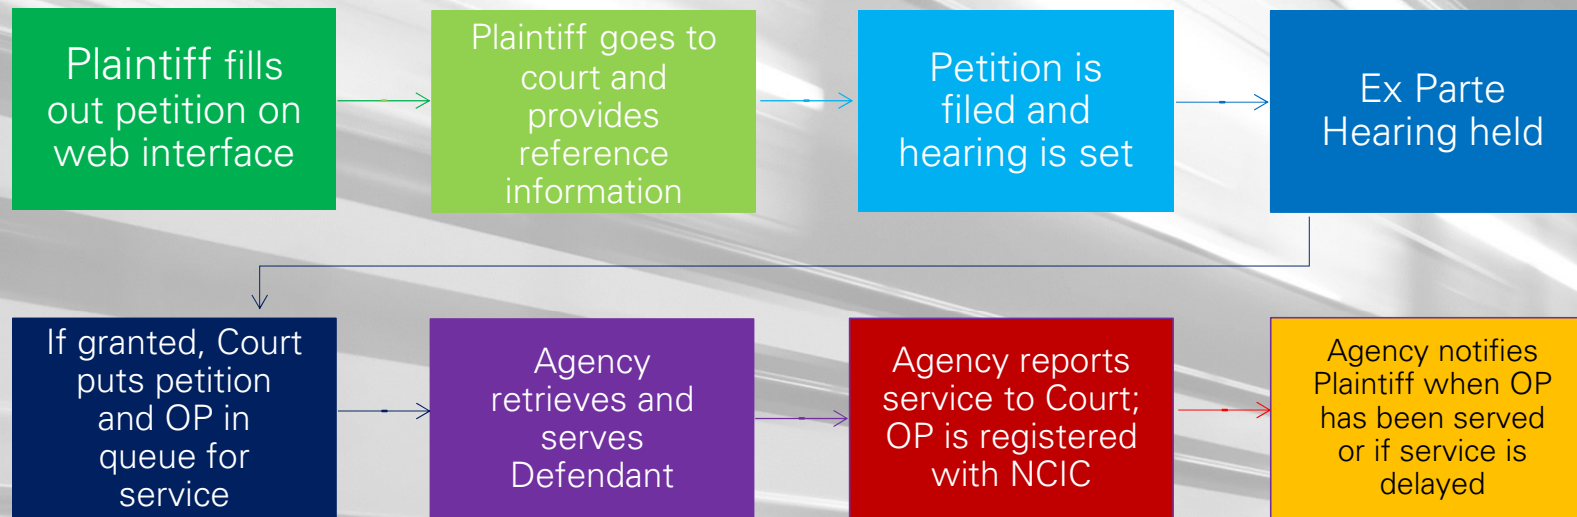 Plaintiff fills
out petition on
web interface
Plaintiff goes to
court and
provides
reference
information
Petition is
filed and
hearing is set
Ex Parte
Hearing held
If granted, Court
puts petition
and OP in
queue for
service
Agency
retrieves and
serves
Defendant
Agency reports
service to Court;
OP is registered
with NCIC
Agency notifies
Plaintiff when OP
has been served
or if service is
delayed